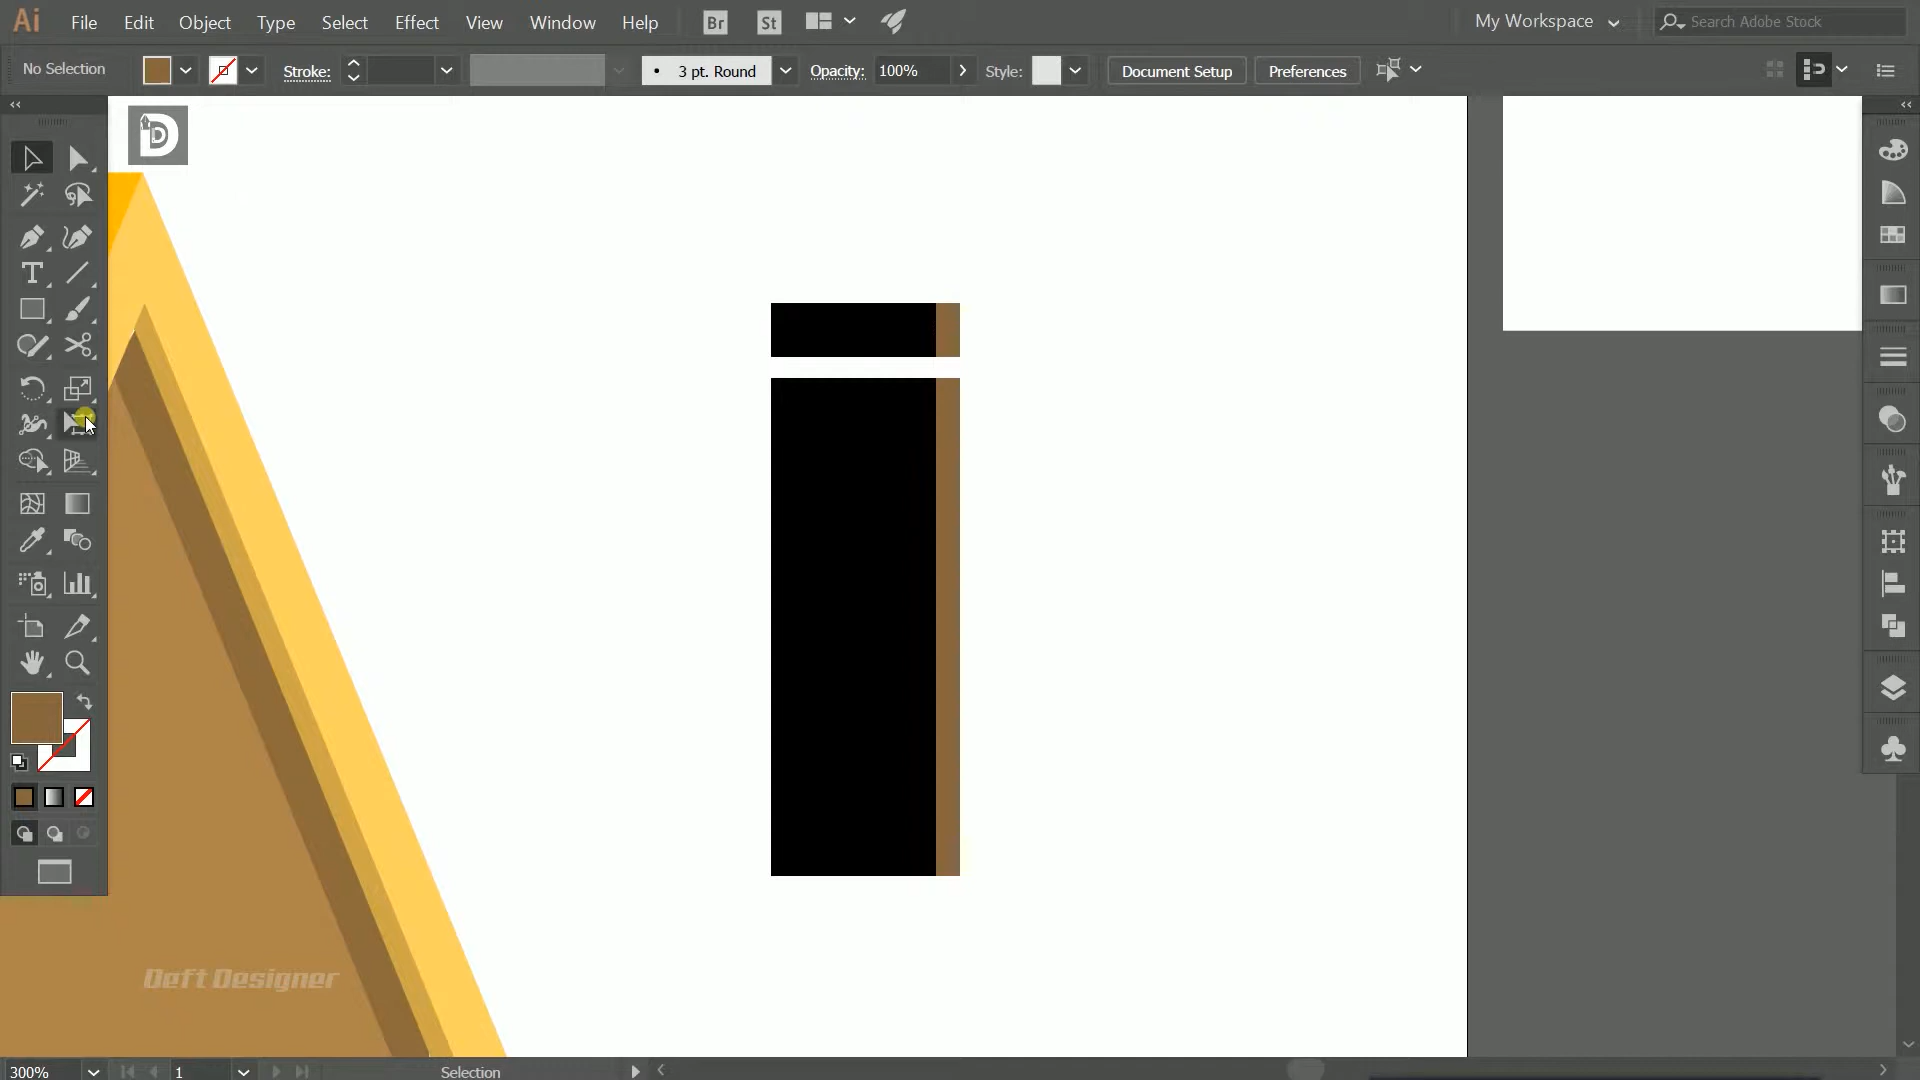 Ai File Edit Object Type Select Effect View Window Help Br St My Workspace Search Adobe Stock
No Selection Stroke: 3 pt. Round Opacity: 100% Style: Document Setup Preferences
D
T
Deft Designer
300% 1 Selection